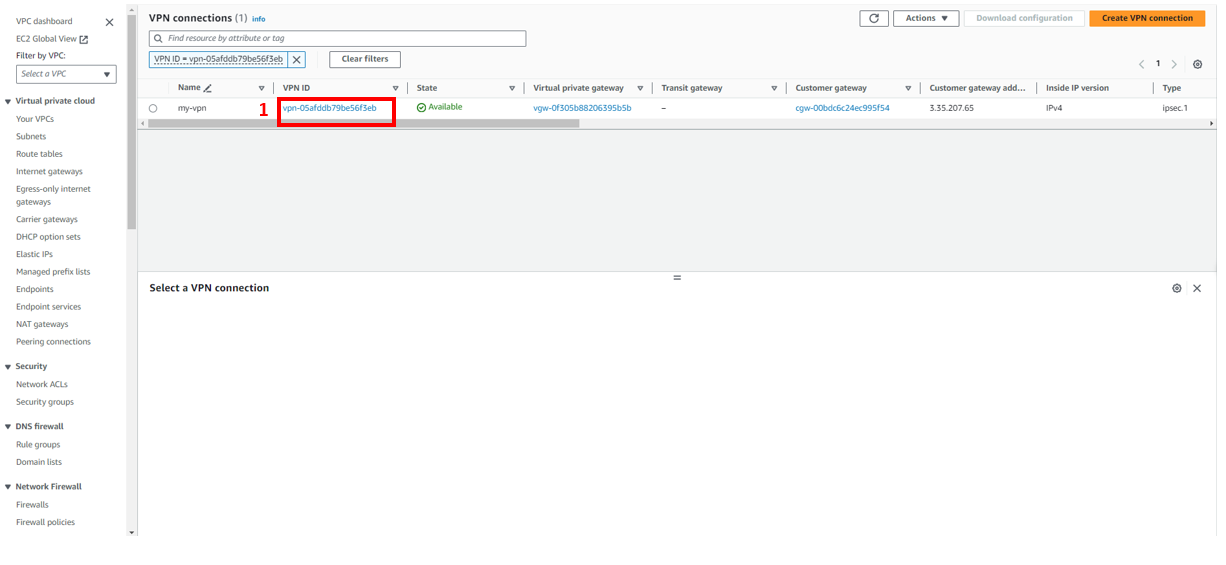 VPC dashboard
EC2 Global View
Filter by VPC:
Select a VPC
Virtual private cloud
Your VPCs
Subnets
Route tables
Internet gateways
Egress-only internet
gateways
Carrier gateways
DHCP option sets
Elastic IPs
Managed prefix lists
Endpoints
Endpoint services
NAT gateways
Peering connections
Security
Network ACLs
Security groups
DNS firewall
Rule groups
Domain lists
Network Firewall
Firewalls
Firewall policies
VPN connections (1) info
Actions
Download configuration
Create VPN connection
Find resource by attribute or tag
VPN ID = vpn-05afddb79be56f3eb
Clear filters
1
Name VPN ID State Virtual private gateway Transit gateway Customer gateway Customer gateway add... Inside IP version Type
my-vpn 1 vpn-05afddb79be56f3eb Available vgw-0f305b88206395b5b – cgw-00bdc6c24ec995f54 3.35.207.65 IPv4 ipsec.1
Select a VPN connection